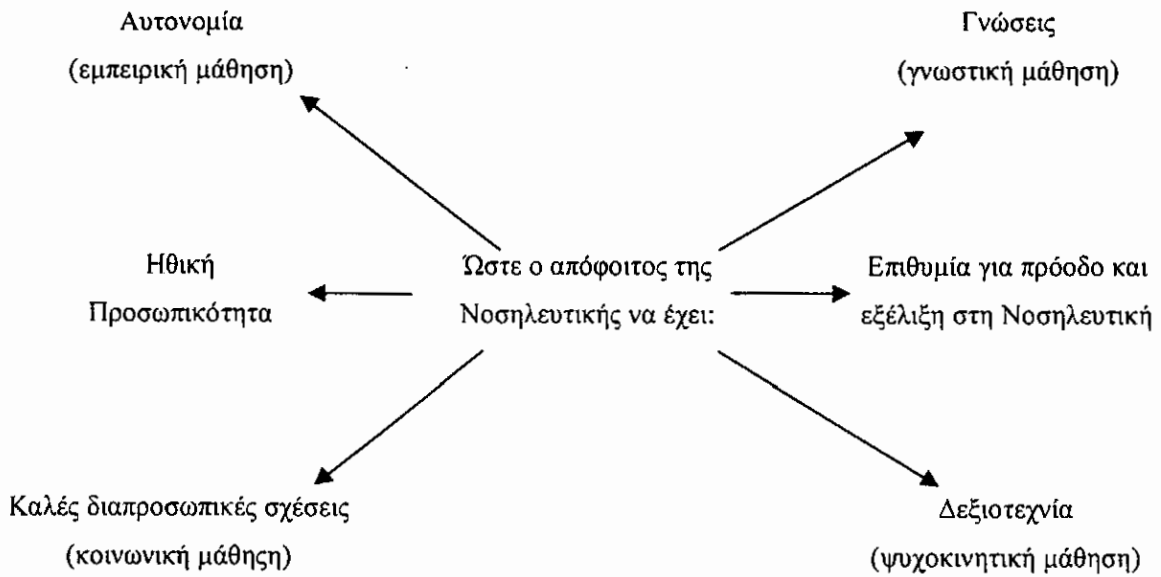 Αυτονομία
(εμπειρική μάθηση)
Γνώσεις
(γνωστική μάθηση)
Ηθική
Προσωπικότητα
Ώστε ο απόφοιτος της
Νοσηλευτικής να έχει:
Επιθυμία για πρόοδο και
εξέλιξη στη Νοσηλευτική
Καλές διαπροσωπικές σχέσεις
(κοινωνική μάθηςη)
Δεξιοτεχνία
(ψυχοκινητική μάθηση)